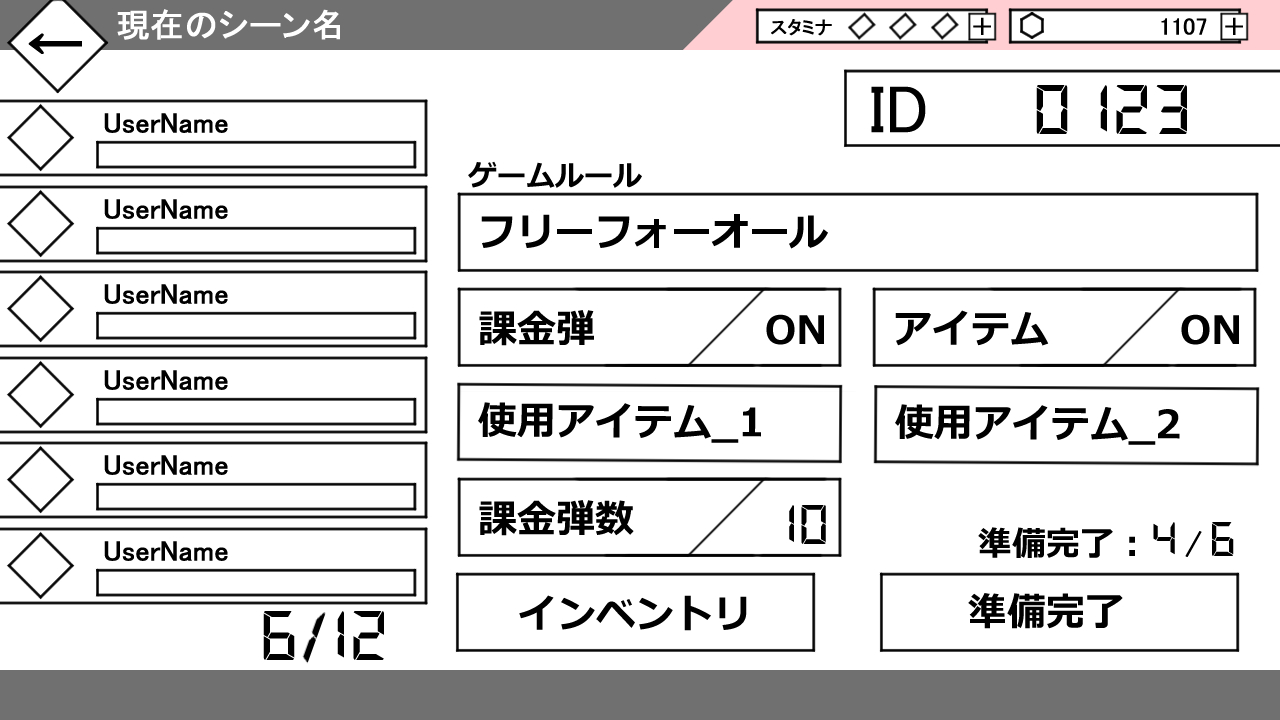 現在のシーン名
スタミナ
1107
ID 0123
UserName
UserName
UserName
UserName
UserName
UserName
6/12
ゲームルール
フリーフォーオール
課金弾 ON
アイテム ON
使用アイテム_1
使用アイテム_2
課金弾数 10
準備完了:4/6
インベントリ
準備完了